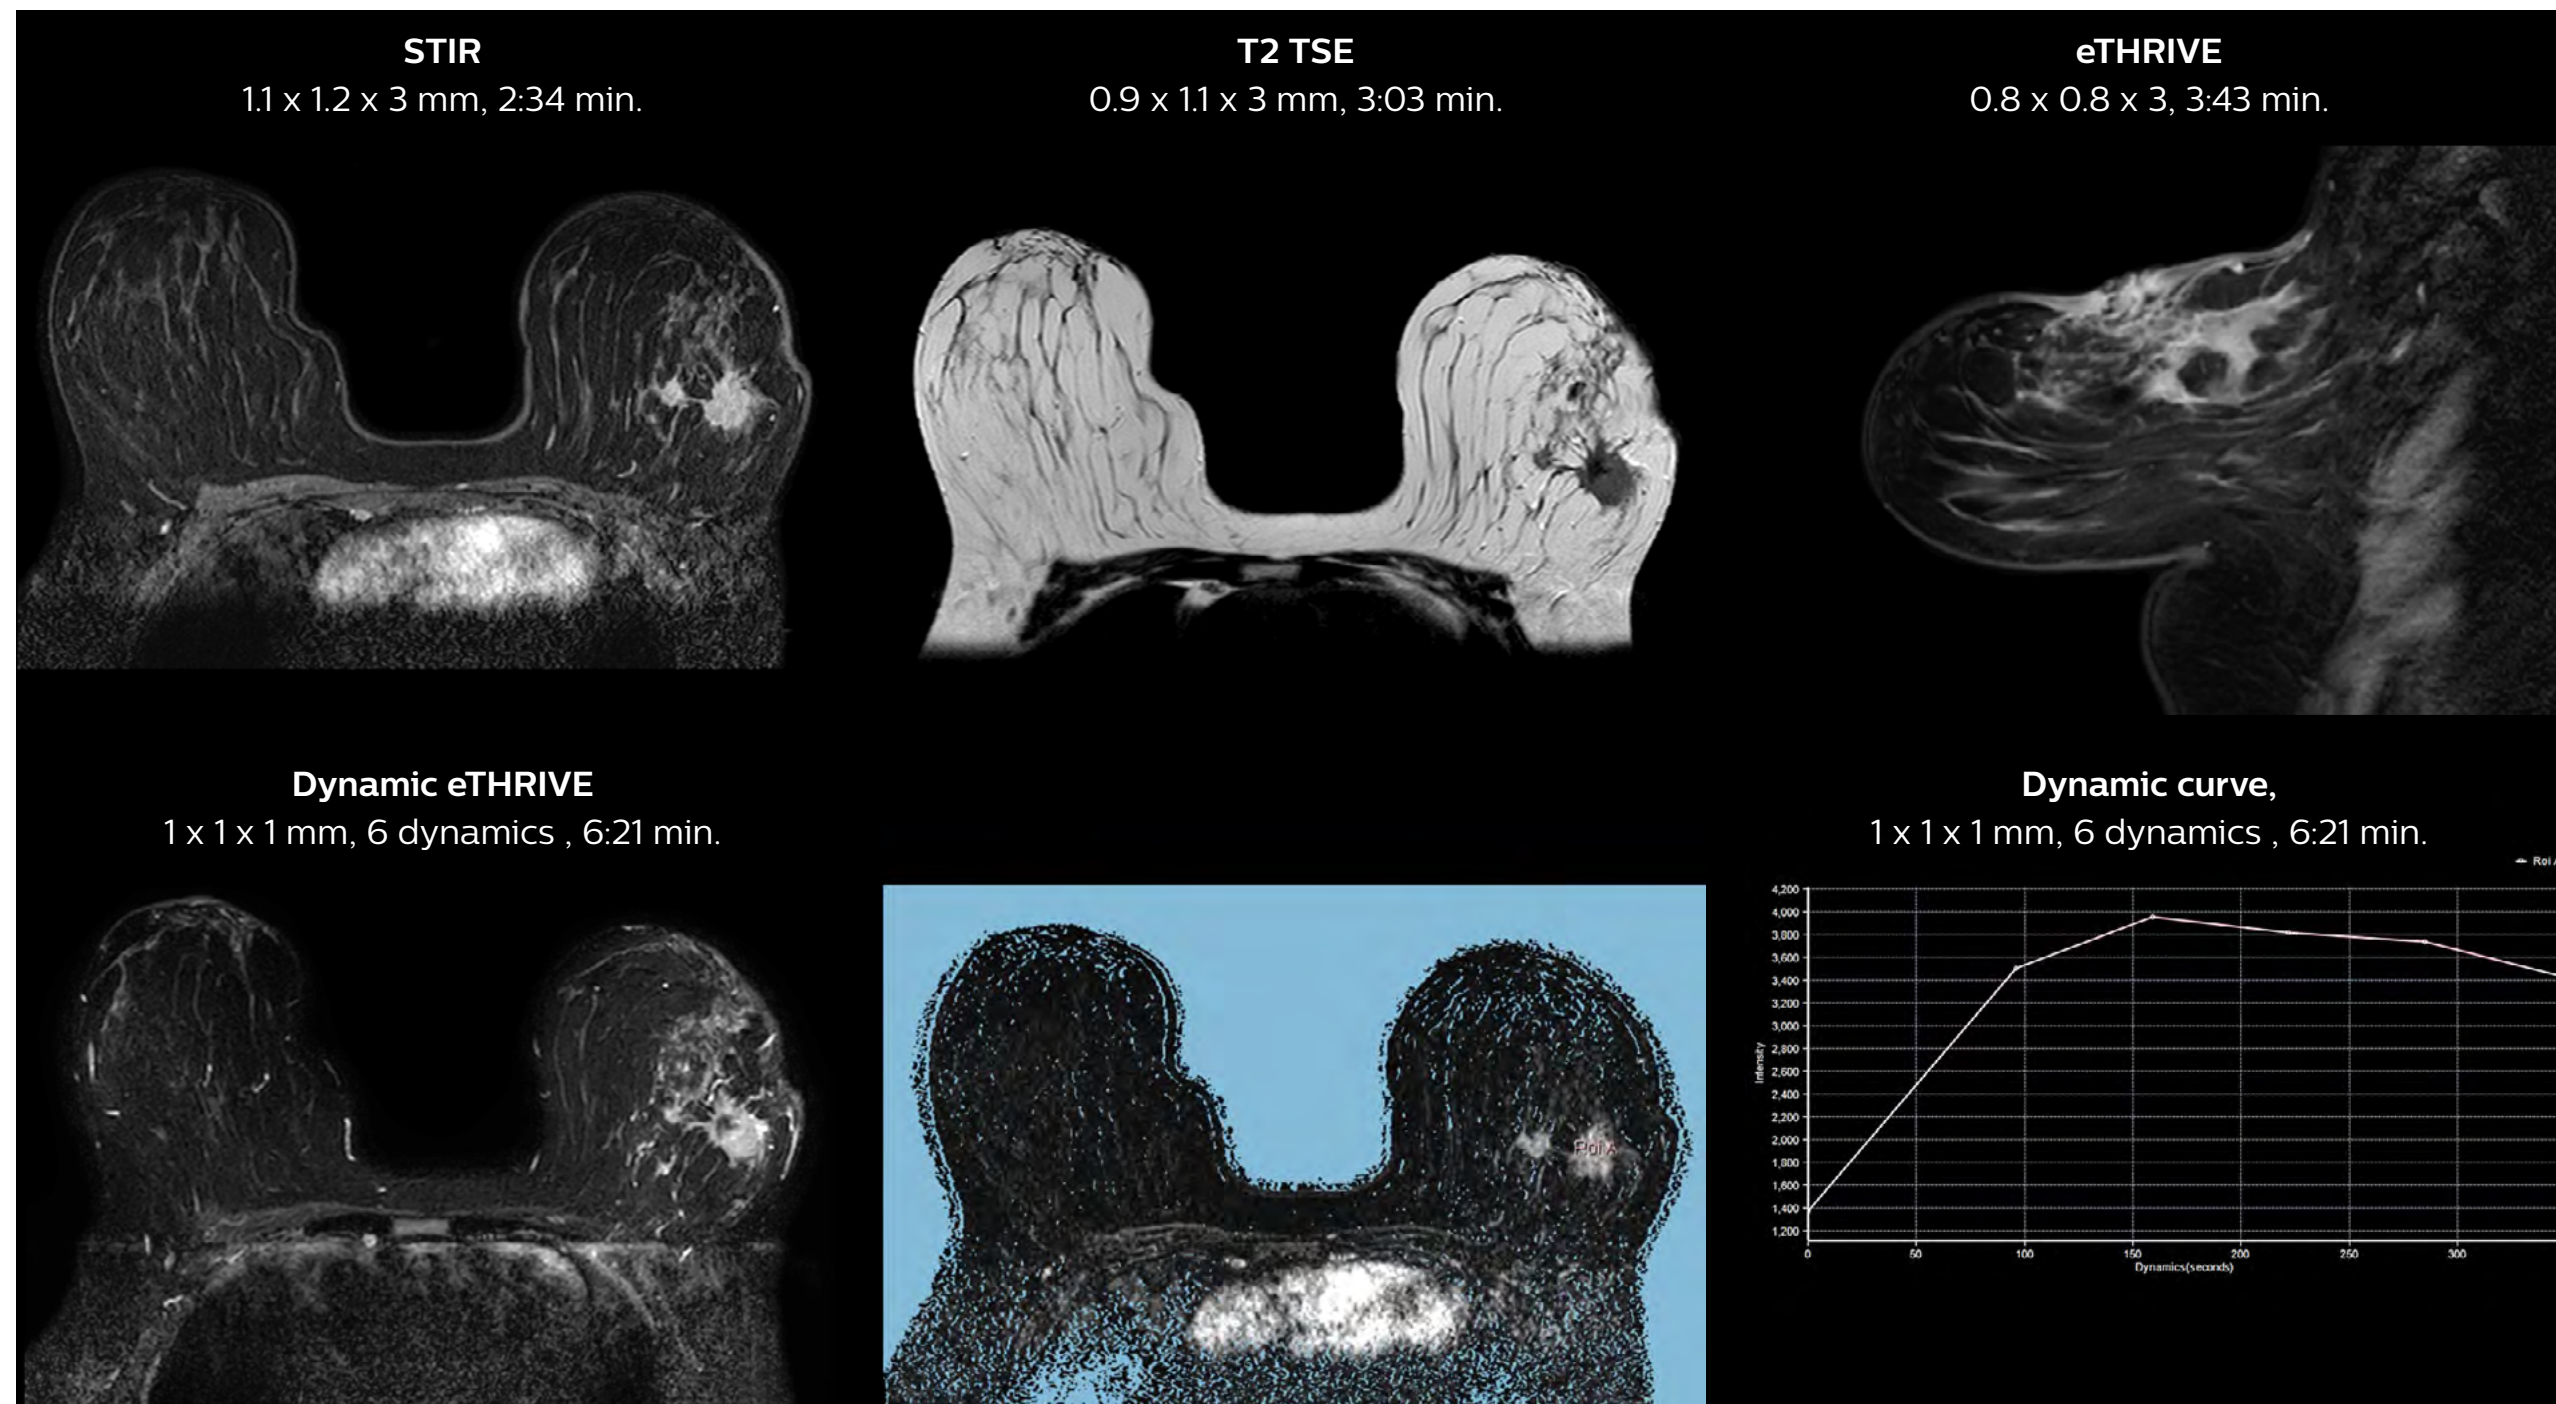 STIR
1.1 x 1.2 x 3 mm, 2:34 min.
T2 TSE
0.9 x 1.1 x 3 mm, 3:03 min.
eTHRIVE
0.8 x 0.8 x 3, 3:43 min.
Dynamic eTHRIVE
1 x 1 x 1 mm, 6 dynamics , 6:21 min.
Roi A
Dynamic curve,
1 x 1 x 1 mm, 6 dynamics , 6:21 min.
Roi
4,200
4,000
3,800
3,600
3,400
3,200
3,000
2,800
2,600
2,400
2,200
2,000
1,800
1,600
1,400
1,200
Intensity
0 50 100 150 200 250 300
Dynamics(seconds)